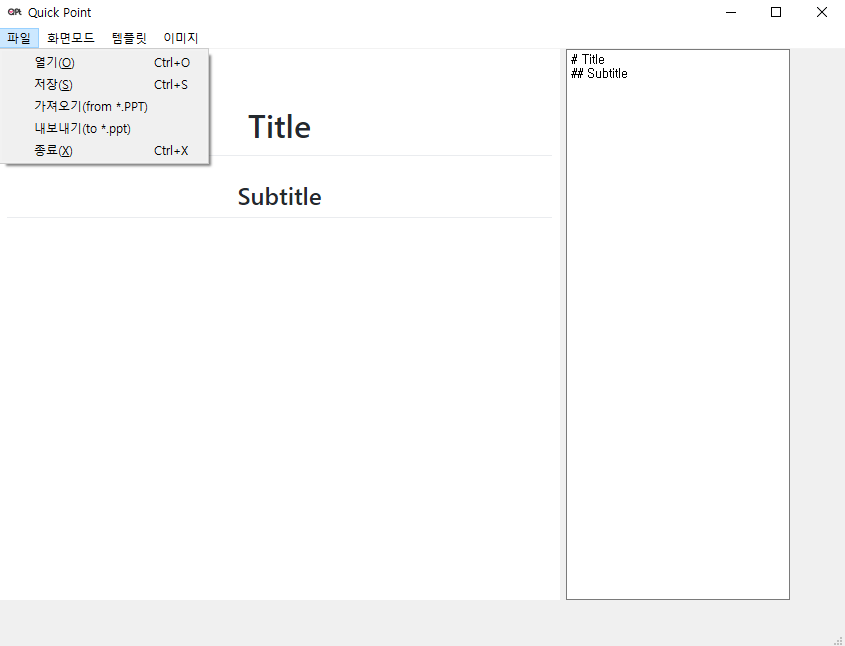 QPt Quick Point
파일 화면모드 템플릿 이미지
열기(O) Ctrl+O
저장(S) Ctrl+S
가져오기(from *.PPT)
내보내기(to *.ppt)
종료(X) Ctrl+X
Title
Subtitle
# Title
## Subtitle